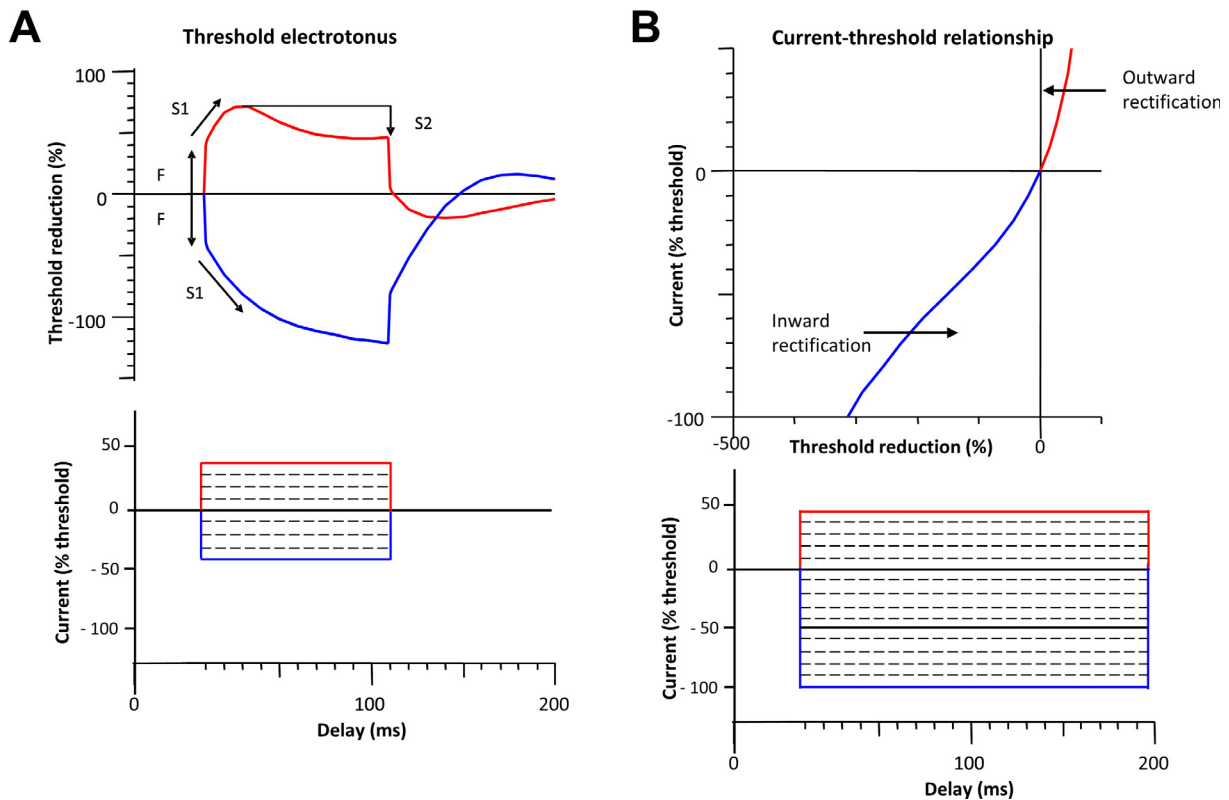 A
Threshold electrotonus
Threshold reduction (%)
100
0
-100
S1
S2
F
F
S1
Current (% threshold)
50
0
- 50
- 100
0
100
200
Delay (ms)
B
Current-threshold relationship
Current (% threshold)
0
-100
Outward
rectification
Inward
rectification
-500
Threshold reduction (%)
0
Current (% threshold)
50
0
- 50
- 100
0
100
200
Delay (ms)